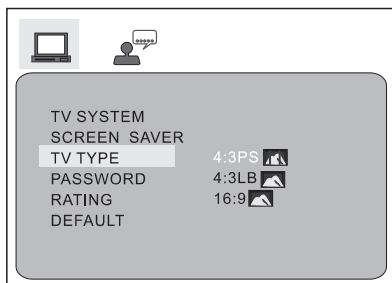 TV SYSTEM
SCREEN SAVER
TV TYPE 4:3PS
PASSWORD 4:3LB
RATING 16:9
DEFAULT